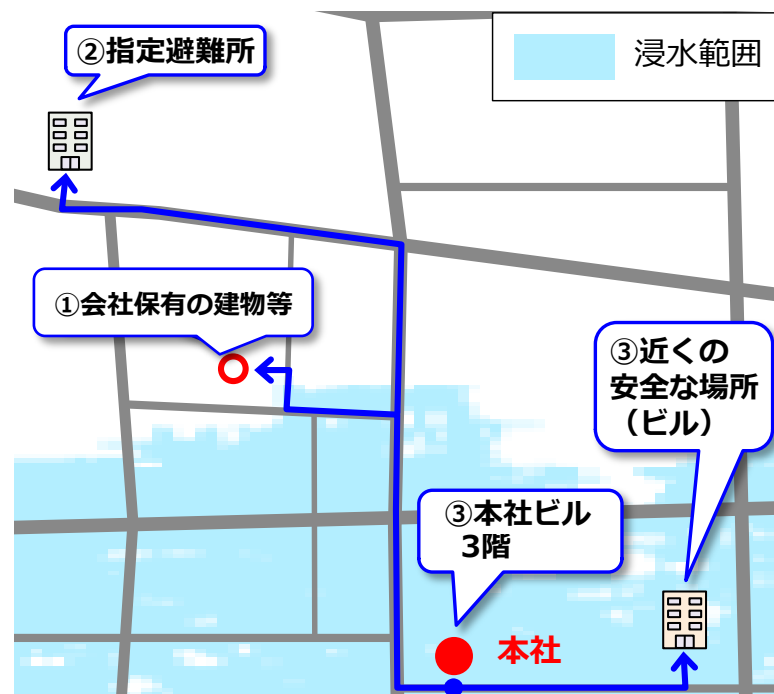 ②指定避難所
浸水範囲
①会社保有の建物等
③近くの
安全な場所
（ビル）
③本社ビル
3階
本社